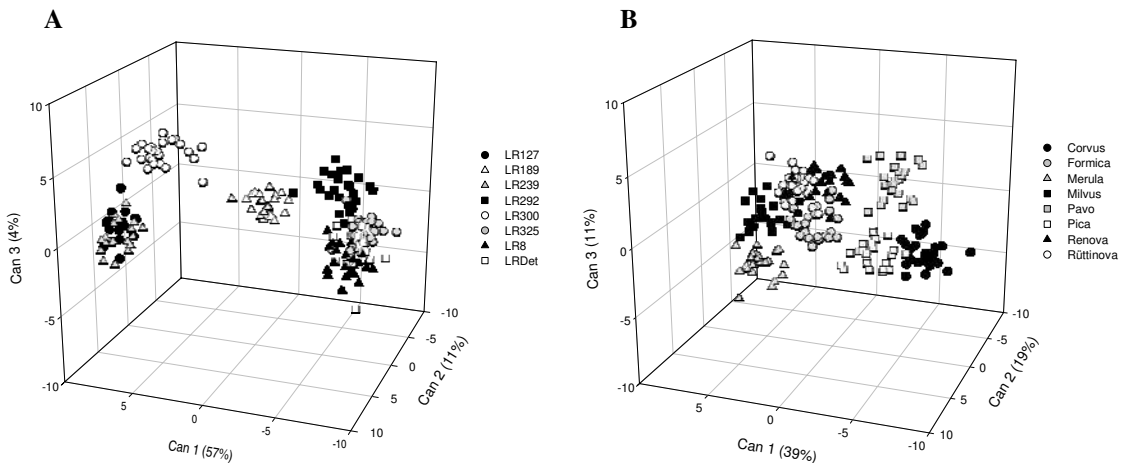 A
10
5
0
-5
-10
Can 3 (4%)
5
0
-5
-10
Can 1 (57%)
-10
-5
0
5
10
Can 2 (11%)
LR127
LR189
LR239
LR292
LR300
LR325
LR8
LRDet
B
10
5
0
-5
-10
Can 3 (11%)
5
0
-5
-10
Can 1 (39%)
-10
-5
0
5
10
Can 2 (19%)
Corvus
Formica
Merula
Milvus
Pavo
Pica
Renova
Rüttinova